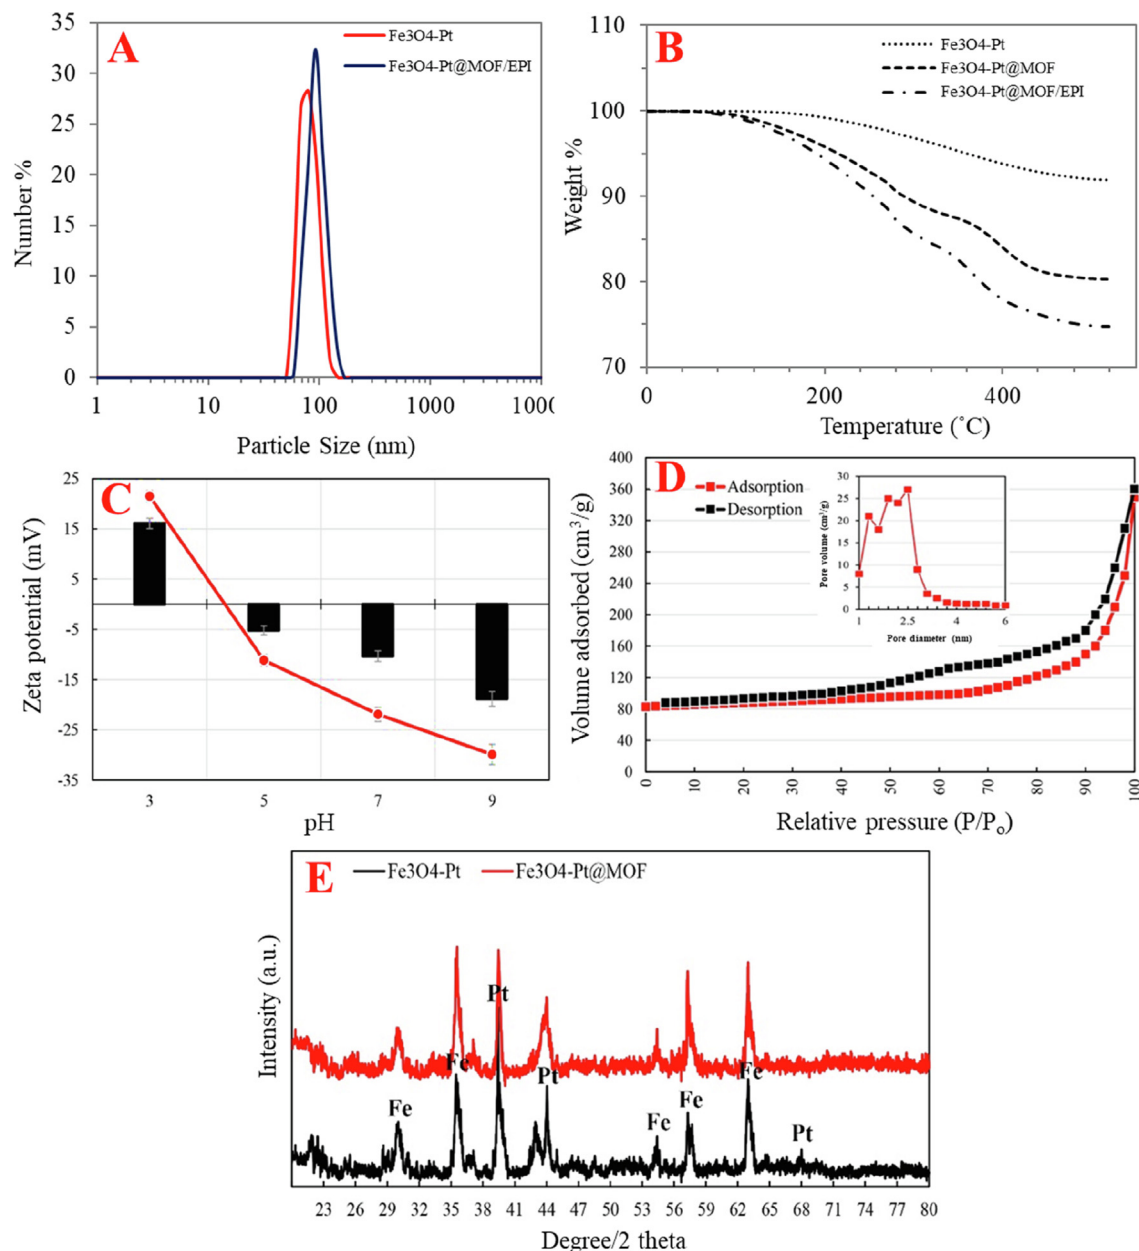 A
Fe3O4-Pt
Fe3O4-Pt@MOF/EPI
35
30
25
20
15
10
5
0
Number %
1 10 100 1000 1000
Particle Size (nm)
B
Fe3O4-Pt
Fe3O4-Pt@MOF
Fe3O4-Pt@MOF/EPI
110
100
90
80
70
Weight %
0 200 400
Temperature (˚C)
C
25
15
5
-5
-15
-25
-35
Zeta potential (mV)
3 5 7 9
pH
D
Adsorption
Desorption
400
360
320
280
240
200
160
120
80
40
0
Volume adsorbed (cm³/g)
0 10 20 30 40 50 60 70 80 90 100
Relative pressure (P/Pₒ)
30
25
20
15
10
5
0
Pore volume (cm³/g)
1 2.5 6
Pore diameter (nm)
E
Fe3O4-Pt Fe3O4-Pt@MOF
Intensity (a.u.)
Pt
Fe Pt Fe
Fe Fe Fe Pt
23 26 29 32 35 38 41 44 47 50 53 56 59 62 65 68 71 74 77 80
Degree/2 theta